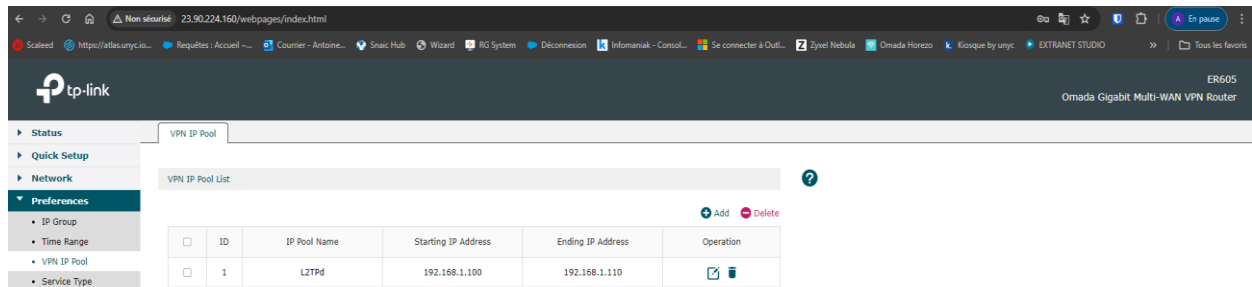 Non sécurisé 23.90.224.160/webpages/index.html A En pause
Scaleed https://atlas.unyc.io... Requêtes : Accueil –... Courrier - Antoine... Snaic Hub Wizard RG System Déconnexion Infomaniak - Consol... Se connecter à Outl... Zyxel Nebula Omada Horezo Kiosque by unyc EXTRANET STUDIO » Tous les favoris
tp-link
ER605
Omada Gigabit Multi-WAN VPN Router
Status
Quick Setup
Network
Preferences
IP Group
Time Range
VPN IP Pool
Service Type
VPN IP Pool
VPN IP Pool List
Add Delete
ID IP Pool Name Starting IP Address Ending IP Address Operation
1 L2TPd 192.168.1.100 192.168.1.110